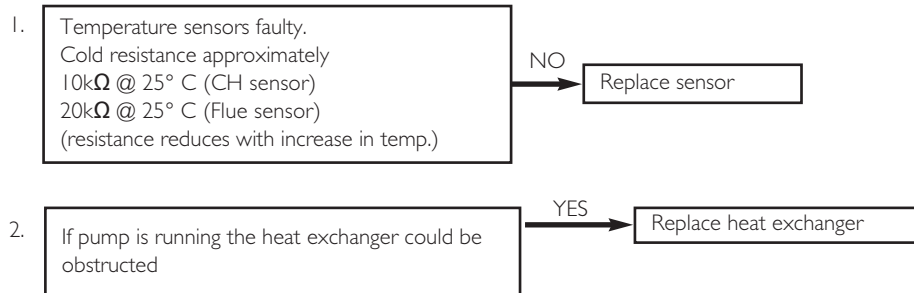 1.
Temperature sensors faulty.
Cold resistance approximately
10kΩ @ 25° C (CH sensor)
20kΩ @ 25° C (Flue sensor)
(resistance reduces with increase in temp.)
NO
Replace sensor
2.
If pump is running the heat exchanger could be
obstructed
YES
Replace heat exchanger